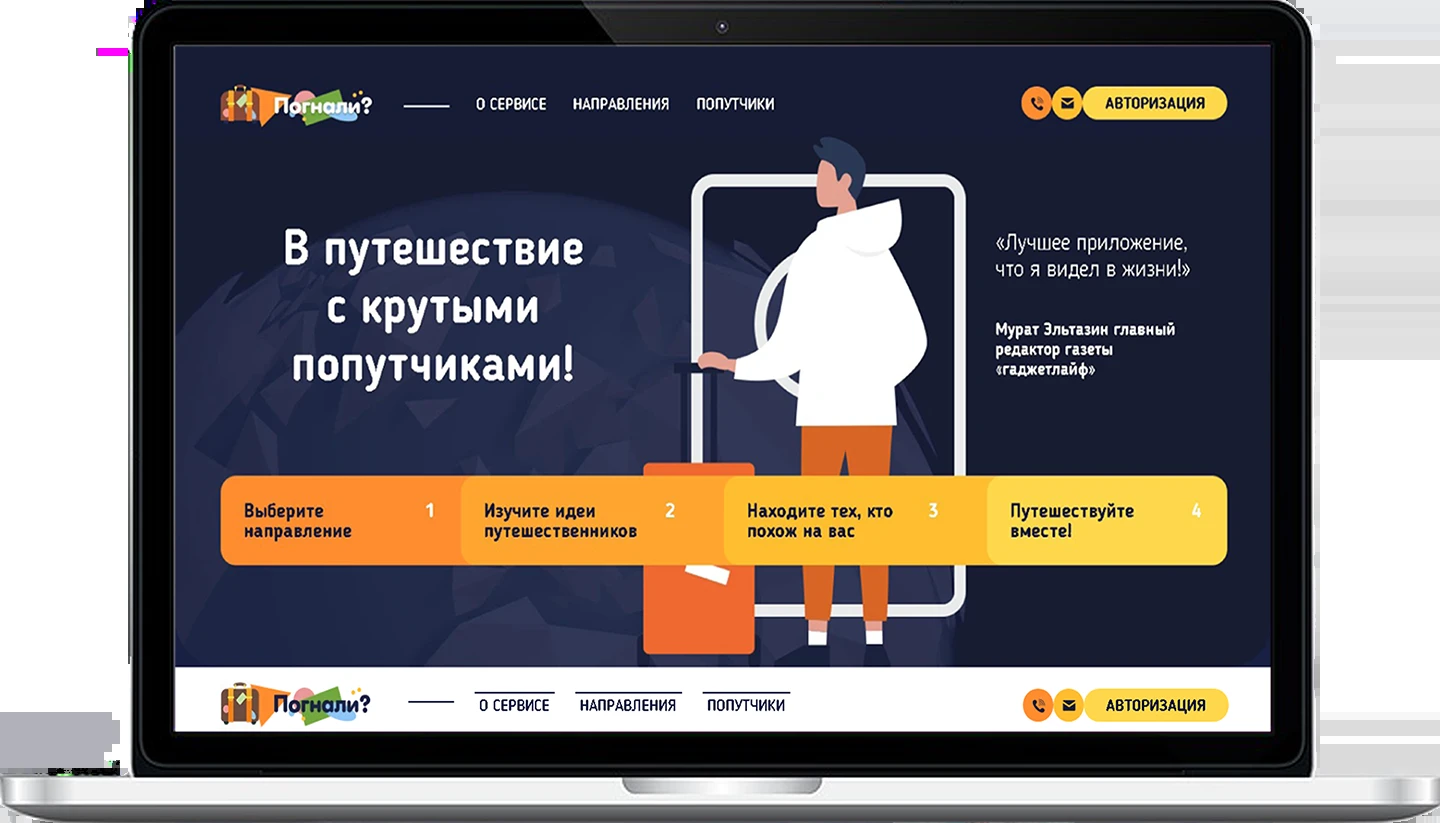 Погнали?
О СЕРВИСЕ НАПРАВЛЕНИЯ ПОПУТЧИКИ
АВТОРИЗАЦИЯ
В путешествие
с крутыми
попутчиками!
«Лучшее приложение,
что я видел в жизни!»
Мурат Эльтазин главный
редактор газеты
«гаджетлайф»
Выберите 1
направление
Изучите идеи 2
путешественников
Находите тех, кто 3
похож на вас
Путешествуйте 4
вместе!
Погнали?
О СЕРВИСЕ НАПРАВЛЕНИЯ ПОПУТЧИКИ
АВТОРИЗАЦИЯ